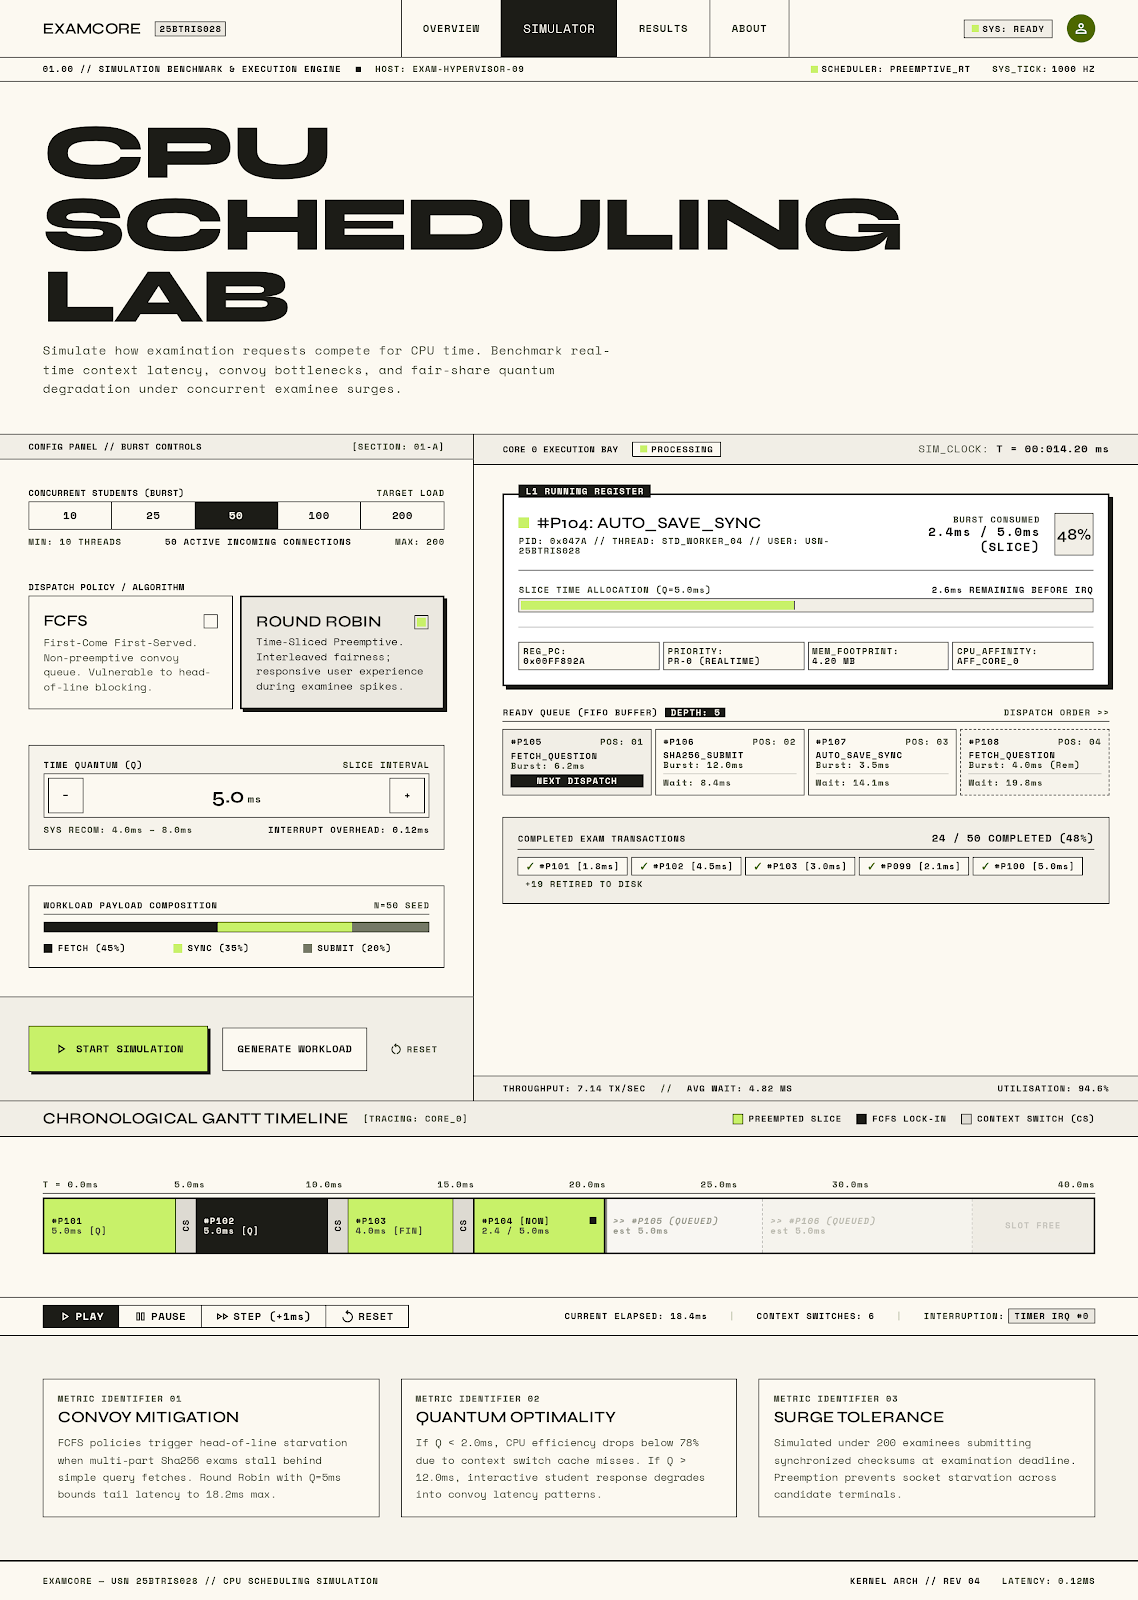 EXAMCORE 25BTRIS028 OVERVIEW SIMULATOR RESULTS ABOUT SYS: READY
01.00 // SIMULATION BENCHMARK & EXECUTION ENGINE ■ HOST: EXAM-HYPERVISOR-09 SCHEDULER: PREEMPTIVE_RT SYS_TICK: 1000 HZ
CPU
SCHEDULING
LAB
Simulate how examination requests compete for CPU time. Benchmark real-
time context latency, convoy bottlenecks, and fair-share quantum
degradation under concurrent examinee surges.
CONFIG PANEL // BURST CONTROLS [SECTION: 01-A]
CONCURRENT STUDENTS (BURST) TARGET LOAD
10 25 50 100 200
MIN: 10 THREADS 50 ACTIVE INCOMING CONNECTIONS MAX: 200
DISPATCH POLICY / ALGORITHM
FCFS
First-Come First-Served.
Non-preemptive convoy
queue. Vulnerable to head-
of-line blocking.
ROUND ROBIN
Time-Sliced Preemptive.
Interleaved fairness;
responsive user experience
during examinee spikes.
TIME QUANTUM (Q) SLICE INTERVAL
- 5.0 ms +
SYS RECOM: 4.0ms – 8.0ms INTERRUPT OVERHEAD: 0.12ms
WORKLOAD PAYLOAD COMPOSITION N=50 SEED
FETCH (45%) SYNC (35%) SUBMIT (20%)
START SIMULATION GENERATE WORKLOAD RESET
CORE 0 EXECUTION BAY PROCESSING SIM_CLOCK: T = 00:014.20 ms
L1 RUNNING REGISTER
#P104: AUTO_SAVE_SYNC
PID: 0x047A // THREAD: STD_WORKER_04 // USER: USN-
25BTRIS028
BURST CONSUMED
2.4ms / 5.0ms
(SLICE)
48%
SLICE TIME ALLOCATION (Q=5.0ms) 2.6ms REMAINING BEFORE IRQ
REG_PC:
0x00FF892A
PRIORITY:
PR-0 (REALTIME)
MEM_FOOTPRINT:
4.20 MB
CPU_AFFINITY:
AFF_CORE_0
READY QUEUE (FIFO BUFFER) DEPTH: 5 DISPATCH ORDER >>
#P105 POS: 01
FETCH_QUESTION
Burst: 6.2ms
NEXT DISPATCH
#P106 POS: 02
SHA256_SUBMIT
Burst: 12.0ms
Wait: 8.4ms
#P107 POS: 03
AUTO_SAVE_SYNC
Burst: 3.5ms
Wait: 14.1ms
#P108 POS: 04
FETCH_QUESTION
Burst: 4.0ms (Rem)
Wait: 19.8ms
COMPLETED EXAM TRANSACTIONS 24 / 50 COMPLETED (48%)
✓ #P101 [1.8ms] ✓ #P102 [4.5ms] ✓ #P103 [3.0ms] ✓ #P099 [2.1ms] ✓ #P100 [5.0ms]
+19 RETIRED TO DISK
THROUGHPUT: 7.14 TX/SEC // AVG WAIT: 4.82 MS UTILISATION: 94.6%
CHRONOLOGICAL GANTT TIMELINE [TRACING: CORE_0] PREEMPTED SLICE FCFS LOCK-IN CONTEXT SWITCH (CS)
T = 0.0ms 5.0ms 10.0ms 15.0ms 20.0ms 25.0ms 30.0ms 40.0ms
#P101
5.0ms [Q]
CS
#P102
5.0ms [Q]
CS
#P103
4.0ms [FIN]
CS
#P104 [NOW] ■
2.4 / 5.0ms
>> #P105 (QUEUED)
est 5.0ms
>> #P106 (QUEUED)
est 5.0ms
SLOT FREE
PLAY PAUSE STEP (+1ms) RESET CURRENT ELAPSED: 18.4ms | CONTEXT SWITCHES: 6 | INTERRUPTION: TIMER IRQ #0
METRIC IDENTIFIER 01
CONVOY MITIGATION
FCFS policies trigger head-of-line starvation
when multi-part Sha256 exams stall behind
simple query fetches. Round Robin with Q=5ms
bounds tail latency to 18.2ms max.
METRIC IDENTIFIER 02
QUANTUM OPTIMALITY
If Q < 2.0ms, CPU efficiency drops below 78%
due to context switch cache misses. If Q >
12.0ms, interactive student response degrades
into convoy latency patterns.
METRIC IDENTIFIER 03
SURGE TOLERANCE
Simulated under 200 examinees submitting
synchronized checksums at examination deadline.
Preemption prevents socket starvation across
candidate terminals.
EXAMCORE — USN 25BTRIS028 // CPU SCHEDULING SIMULATION KERNEL ARCH // REV 04 LATENCY: 0.12MS